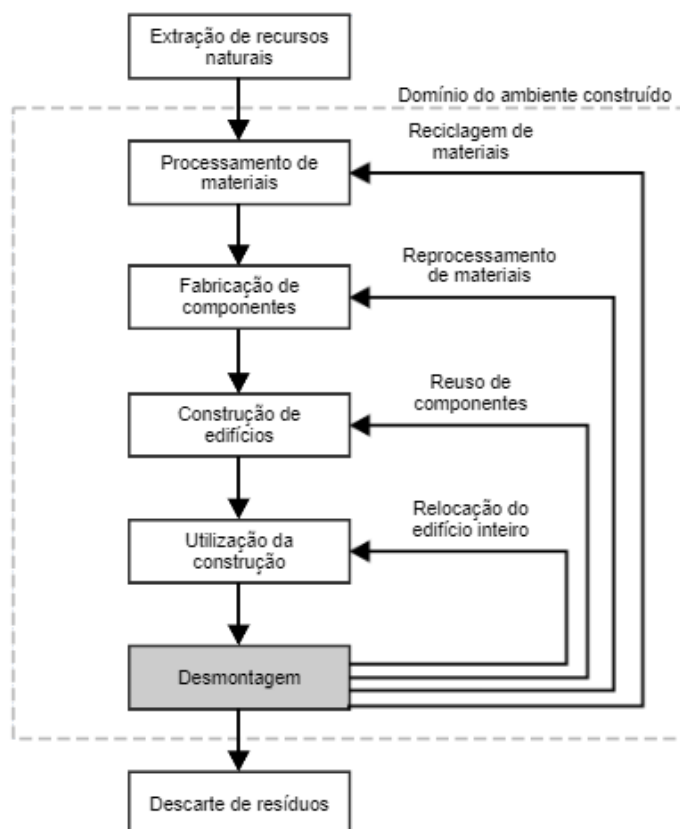 Extração de recursos
naturais
Domínio do ambiente construído
Reciclagem de
materiais
Processamento de
materiais
Reprocessamento
de materiais
Fabricação de
componentes
Reuso de
componentes
Construção de
edifícios
Relocação do
edifício inteiro
Utilização da
construção
Desmontagem
Descarte de resíduos